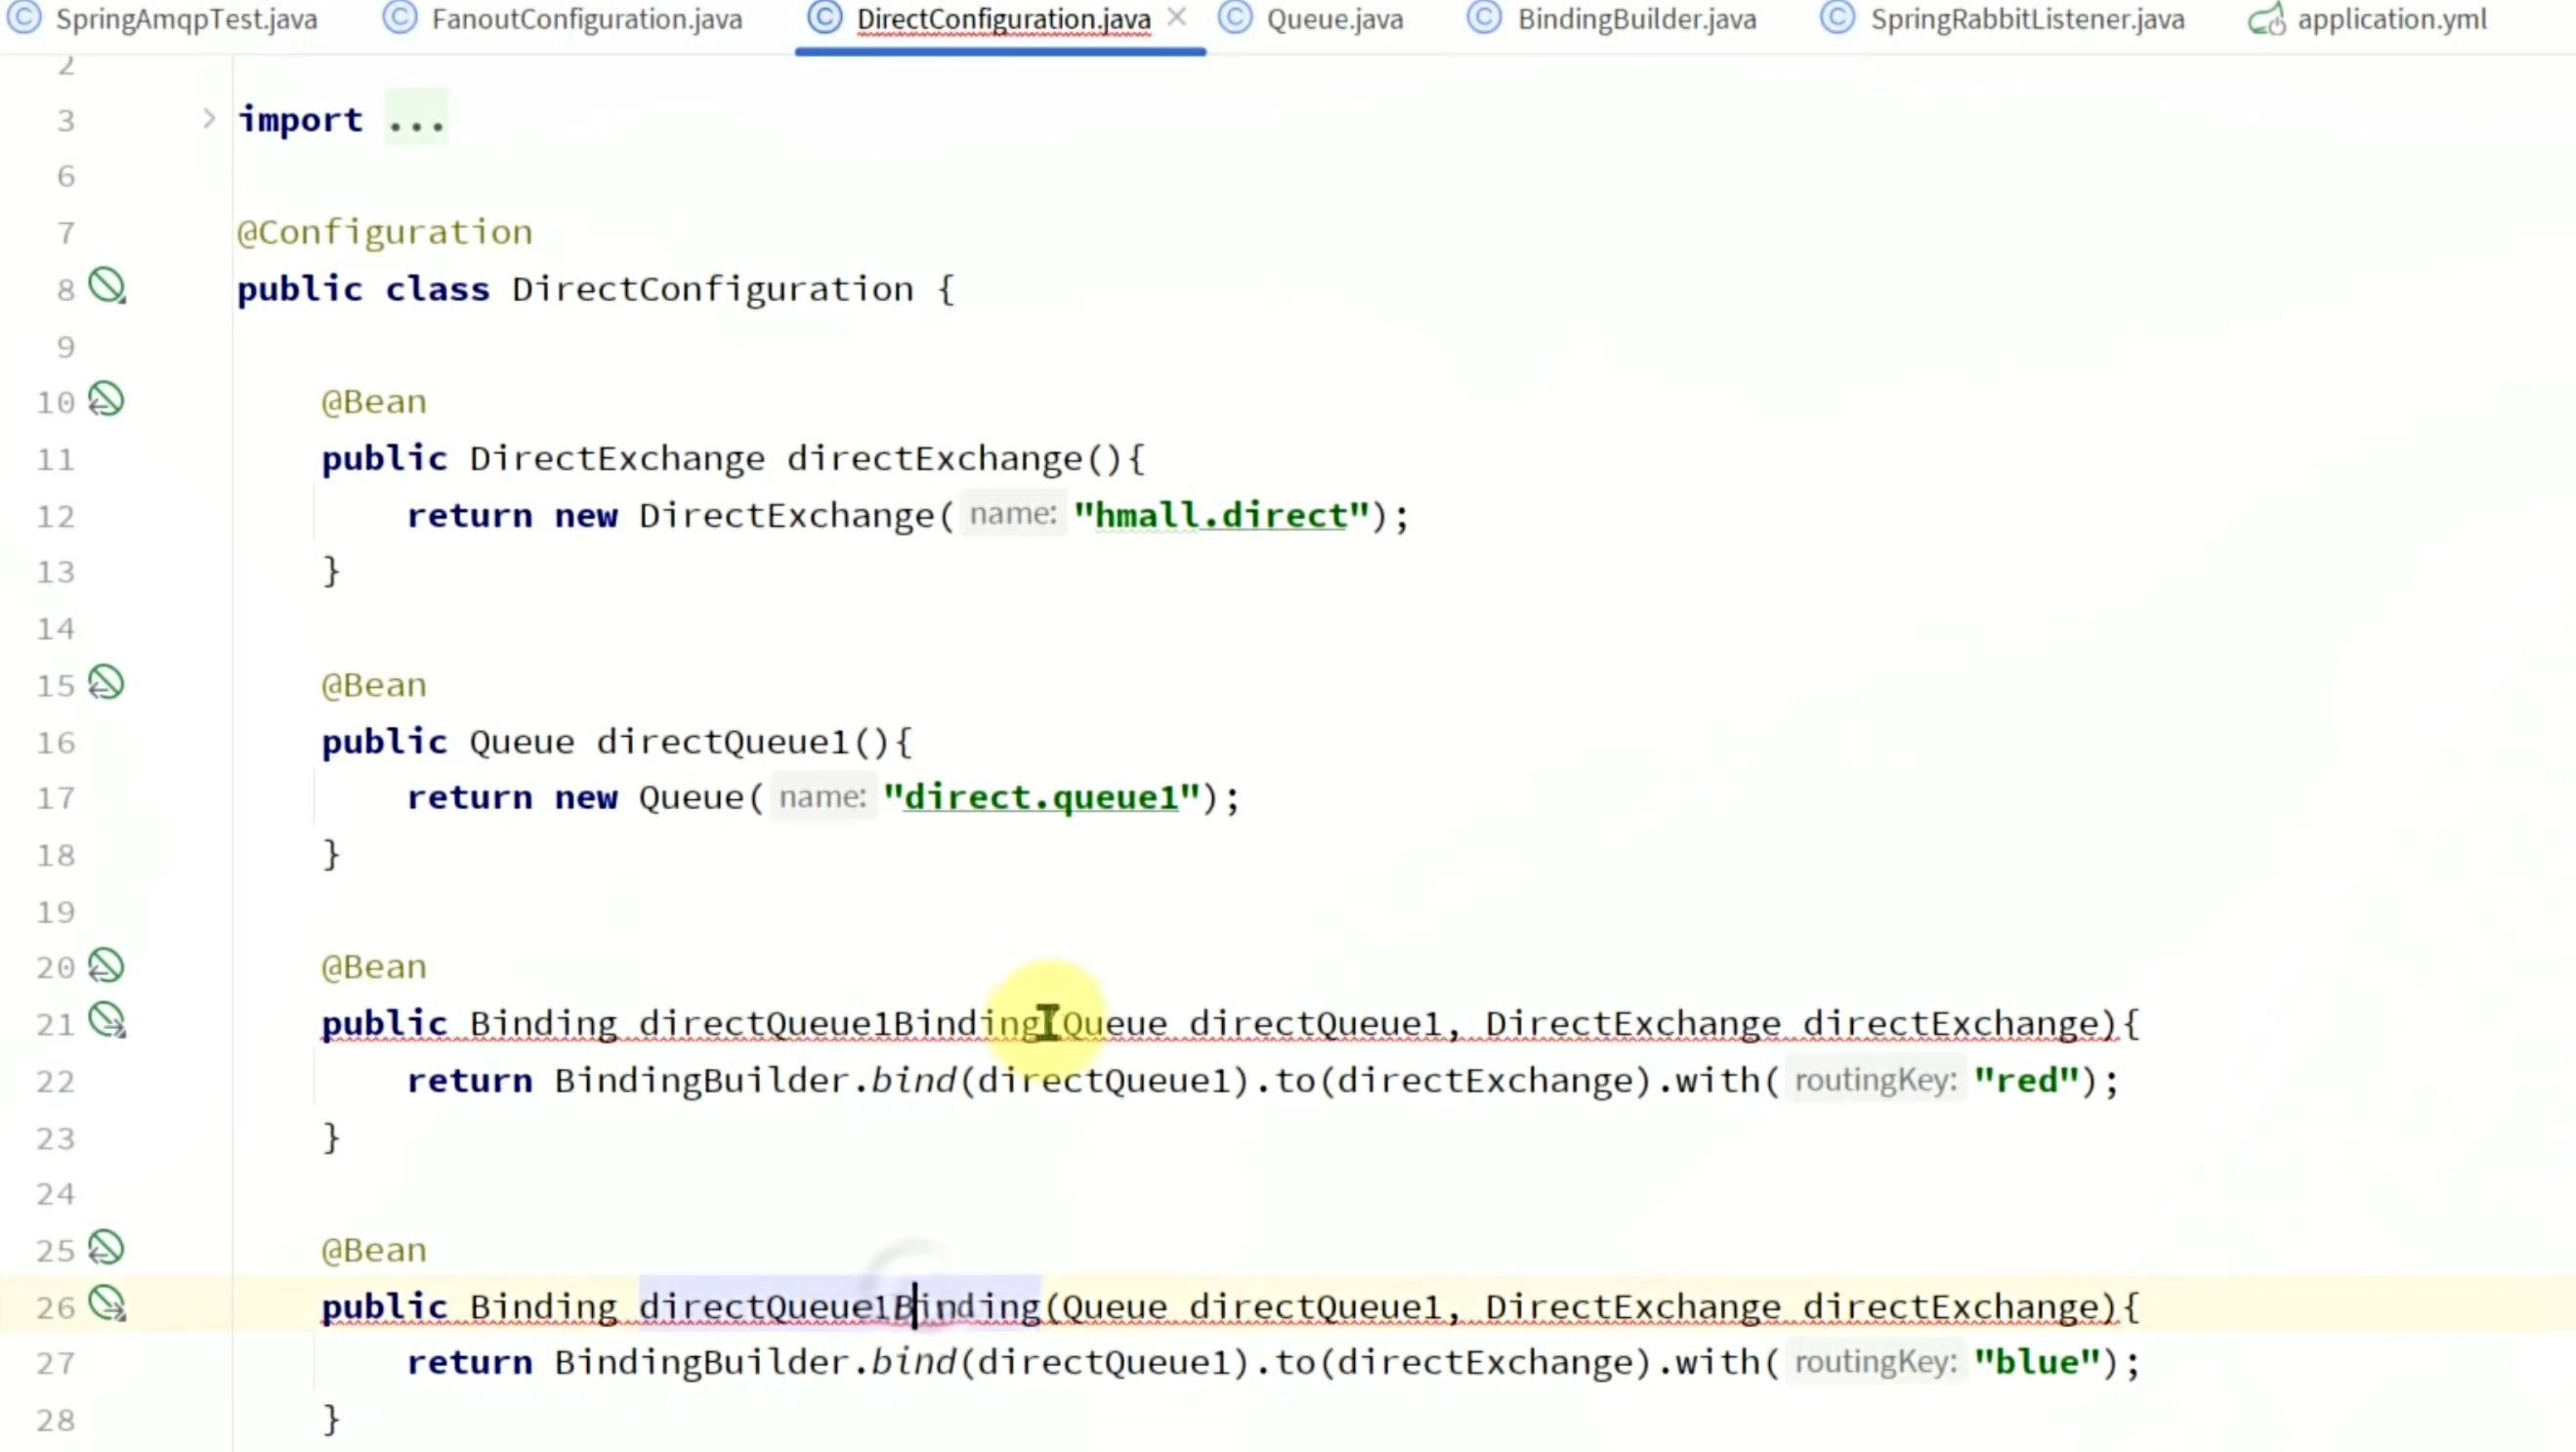 SpringAmqpTest.java FanoutConfiguration.java DirectConfiguration.java Queue.java BindingBuilder.java SpringRabbitListener.java application.yml
2
3 import ...
6
7 @Configuration
8 public class DirectConfiguration {
9
10 @Bean
11 public DirectExchange directExchange(){
12 return new DirectExchange( name: "hmall.direct");
13 }
14
15 @Bean
16 public Queue directQueue1(){
17 return new Queue( name: "direct.queue1");
18 }
19
20 @Bean
21 public Binding directQueue1Binding(Queue directQueue1, DirectExchange directExchange){
22 return BindingBuilder.bind(directQueue1).to(directExchange).with( routingKey: "red");
23 }
24
25 @Bean
26 public Binding directQueue1Binding(Queue directQueue1, DirectExchange directExchange){
27 return BindingBuilder.bind(directQueue1).to(directExchange).with( routingKey: "blue");
28 }